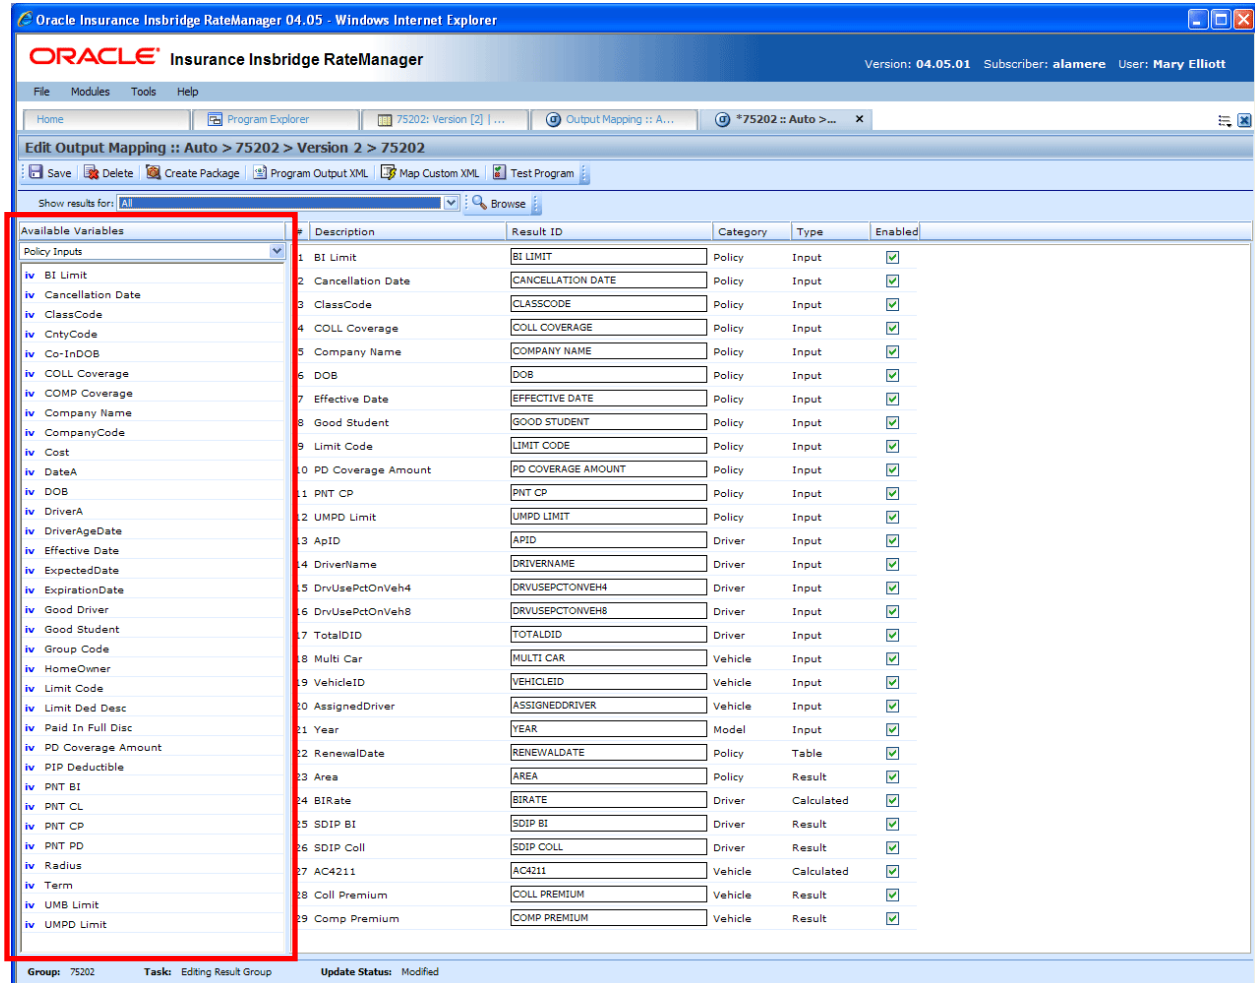 Oracle Insurance Insbridge RateManager 04.05 - Windows Internet Explorer
ORACLE Insurance Insbridge RateManager
Version: 04.05.01 Subscriber: alamere User: Mary Elliott
File Modules Tools Help
Home Program Explorer 75202: Version [2] | ... Output Mapping :: A... *75202 :: Auto >... x
Edit Output Mapping :: Auto > 75202 > Version 2 > 75202
Save Delete Create Package Program Output XML Map Custom XML Test Program
Show results for: All Browse
Available Variables
Policy Inputs
iv BI Limit
iv Cancellation Date
iv ClassCode
iv CntyCode
iv Co-InDOB
iv COLL Coverage
iv COMP Coverage
iv Company Name
iv CompanyCode
iv Cost
iv DateA
iv DOB
iv DriverA
iv DriverAgeDate
iv Effective Date
iv ExpectedDate
iv ExpirationDate
iv Good Driver
iv Good Student
iv Group Code
iv HomeOwner
iv Limit Code
iv Limit Ded Desc
iv Paid In Full Disc
iv PD Coverage Amount
iv PIP Deductible
iv PNT BI
iv PNT CL
iv PNT CP
iv PNT PD
iv Radius
iv Term
iv UMB Limit
iv UMPD Limit
# Description Result ID Category Type Enabled
1 BI Limit BI LIMIT Policy Input
2 Cancellation Date CANCELLATION DATE Policy Input
3 ClassCode CLASSCODE Policy Input
4 COLL Coverage COLL COVERAGE Policy Input
5 Company Name COMPANY NAME Policy Input
6 DOB DOB Policy Input
7 Effective Date EFFECTIVE DATE Policy Input
8 Good Student GOOD STUDENT Policy Input
9 Limit Code LIMIT CODE Policy Input
10 PD Coverage Amount PD COVERAGE AMOUNT Policy Input
11 PNT CP PNT CP Policy Input
12 UMPD Limit UMPD LIMIT Policy Input
13 ApID APID Driver Input
14 DriverName DRIVERNAME Driver Input
15 DrvUsePctOnVeh4 DRVUSEPCTONVEH4 Driver Input
16 DrvUsePctOnVeh8 DRVUSEPCTONVEH8 Driver Input
17 TotalDID TOTALDID Driver Input
18 Multi Car MULTI CAR Vehicle Input
19 VehicleID VEHICLEID Vehicle Input
20 AssignedDriver ASSIGNEDDRIVER Vehicle Input
21 Year YEAR Model Input
22 RenewalDate RENEWALDATE Policy Table
23 Area AREA Policy Result
24 BIRate BIRATE Driver Calculated
25 SDIP BI SDIP BI Driver Result
26 SDIP Coll SDIP COLL Driver Result
27 AC4211 AC4211 Vehicle Calculated
28 Coll Premium COLL PREMIUM Vehicle Result
29 Comp Premium COMP PREMIUM Vehicle Result
Group: 75202 Task: Editing Result Group Update Status: Modified